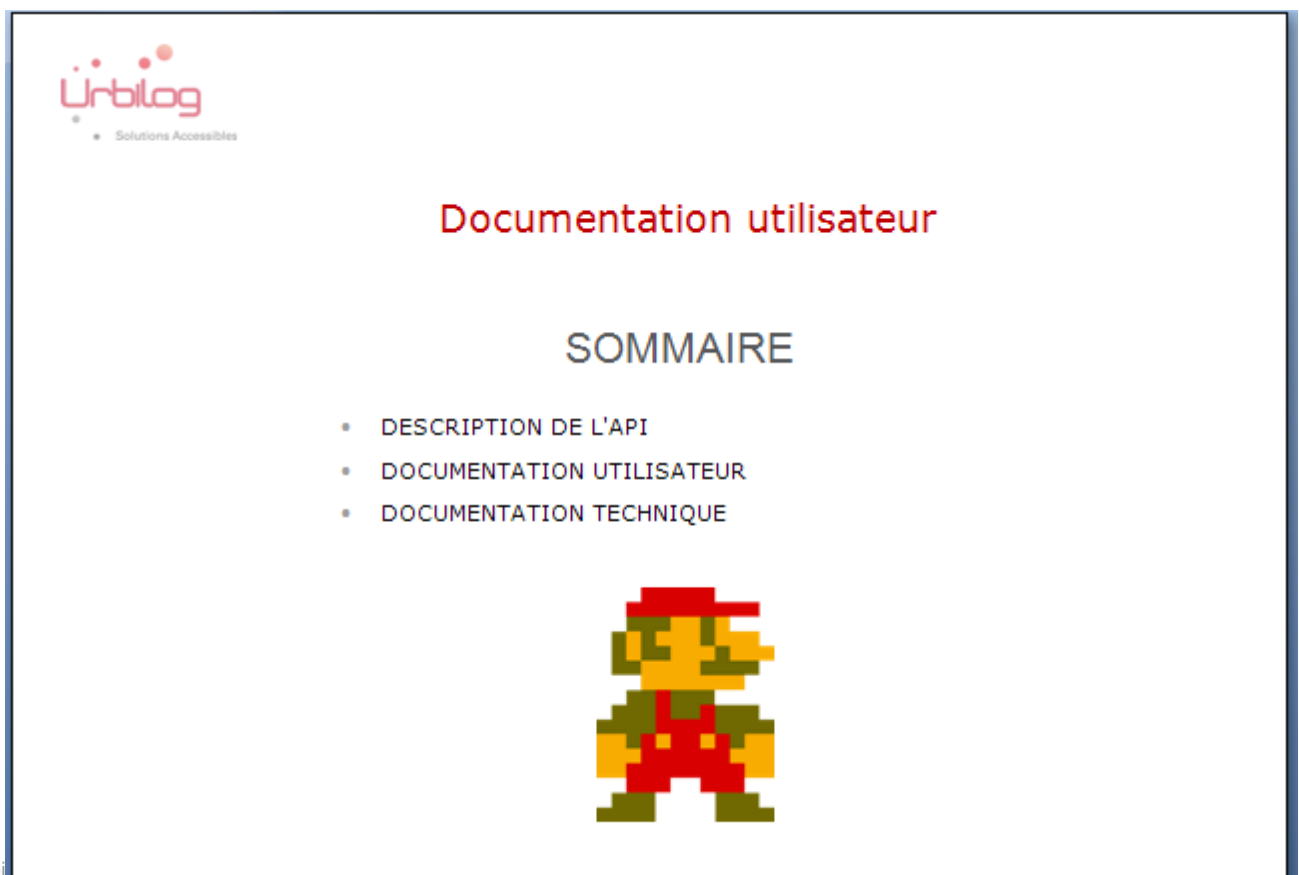 Urbilog
Solutions Accessibles
Documentation utilisateur
SOMMAIRE
• DESCRIPTION DE L'API
• DOCUMENTATION UTILISATEUR
• DOCUMENTATION TECHNIQUE